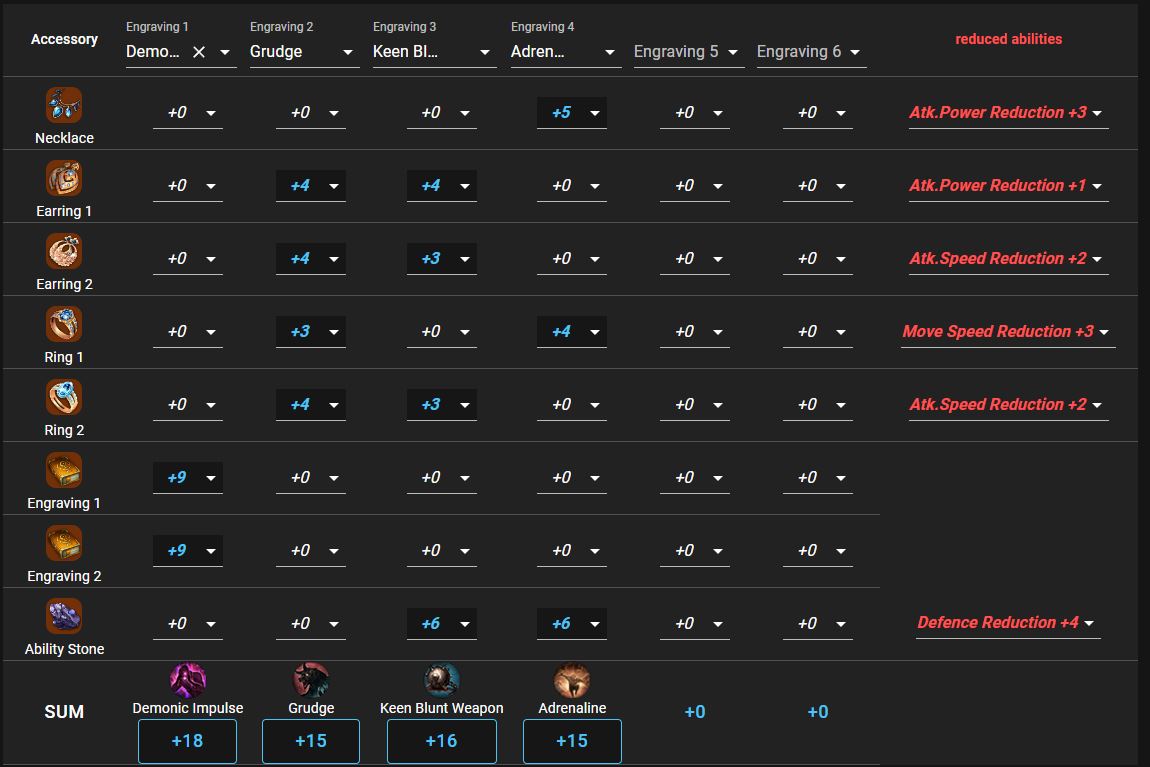 Accessory
Engraving 1 Engraving 2 Engraving 3 Engraving 4
Demo... Grudge Keen Bl... Adren... Engraving 5 Engraving 6
reduced abilities
+0 +0 +0 +5 +0 +0 Atk.Power Reduction +3
Necklace
+0 +4 +4 +0 +0 +0 Atk.Power Reduction +1
Earring 1
+0 +4 +3 +0 +0 +0 Atk.Speed Reduction +2
Earring 2
+0 +3 +0 +4 +0 +0 Move Speed Reduction +3
Ring 1
+0 +4 +3 +0 +0 +0 Atk.Speed Reduction +2
Ring 2
+9 +0 +0 +0 +0 +0
Engraving 1
+9 +0 +0 +0 +0 +0
Engraving 2
+0 +0 +6 +6 +0 +0 Defence Reduction +4
Ability Stone
SUM
Demonic Impulse Grudge Keen Blunt Weapon Adrenaline +0 +0
+18 +15 +16 +15